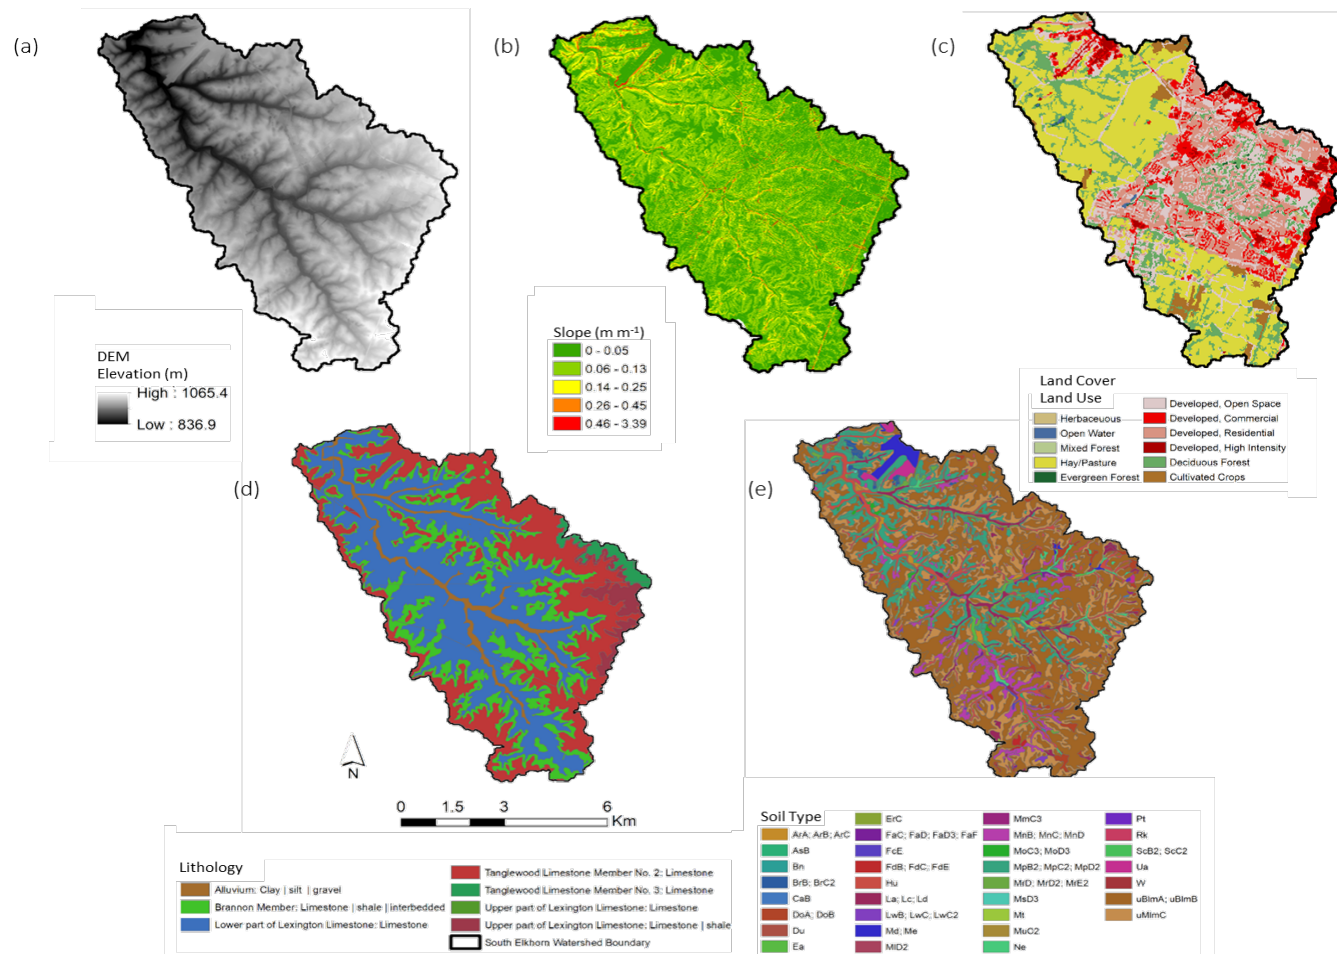 (a)
(b)
(c)
DEM
Elevation (m)
High : 1065.4
Low : 836.9
Slope (m m⁻¹)
0 - 0.05
0.06 - 0.13
0.14 - 0.25
0.26 - 0.45
0.46 - 3.39
Land Cover
Land Use
Herbaceuous
Open Water
Mixed Forest
Hay/Pasture
Evergreen Forest
Developed, Open Space
Developed, Commercial
Developed, Residential
Developed, High Intensity
Deciduous Forest
Cultivated Crops
(d)
(e)
N
0 1.5 3 6
Km
Lithology
Alluvium: Clay | silt | gravel
Brannon Member: Limestone | shale | interbedded
Lower part of Lexington Limestone: Limestone
Tanglewood Limestone Member No. 2: Limestone
Tanglewood Limestone Member No. 3: Limestone
Upper part of Lexington Limestone: Limestone
Upper part of Lexington Limestone: Limestone | shale
South Elkhorn Watershed Boundary
Soil Type
ArA; ArB; ArC
AsB
Bn
BrB; BrC2
CaB
DoA; DoB
Du
Ea
ErC
FaC; FaD; FaD3; FaF
FcE
FdB; FdC; FdE
Hu
La; Lc; Ld
LwB; LwC; LwC2
Md; Me
MlD2
MmC3
MnB; MnC; MnD
MoC3; MoD3
MpB2; MpC2; MpD2
MrD; MrD2; MrE2
MsD3
Mt
MuO2
Ne
Pt
Rk
ScB2; ScC2
Ua
W
uBlmA; uBlmB
uMlmC